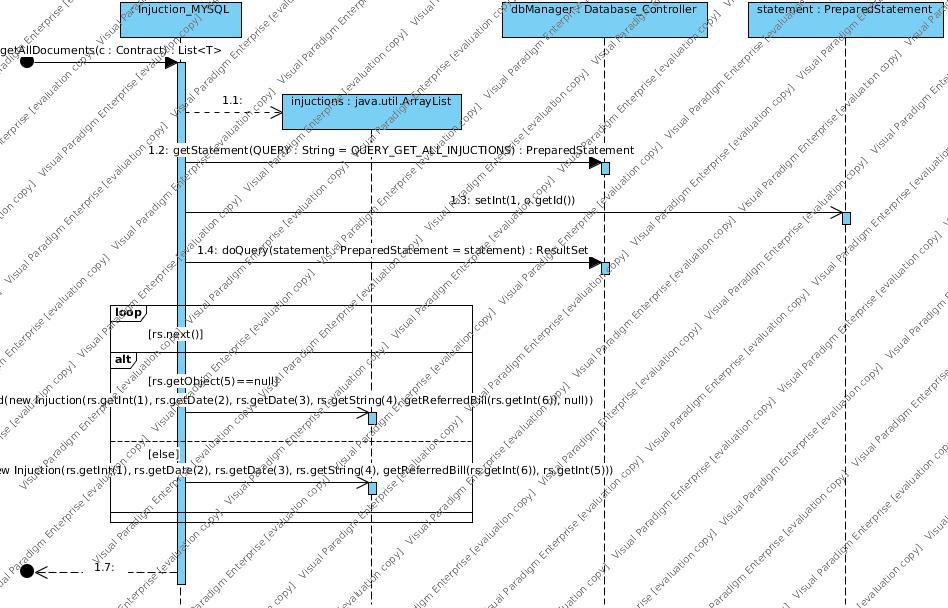 Injuction_MYSQL
dbManager : Database_Controller
statement : PreparedStatement
getAllDocuments(c : Contract) : List<T>
1.1:
injuctions : java.util.ArrayList
1.2: getStatement(QUERY : String = QUERY_GET_ALL_INJUCTIONS) : PreparedStatement
1.3: setInt(1, o.getId())
1.4: doQuery(statement : PreparedStatement = statement) : ResultSet
loop
[rs.next()]
alt
[rs.getObject(5)==null]
d(new Injuction(rs.getInt(1), rs.getDate(2), rs.getDate(3), rs.getString(4), getReferredBill(rs.getInt(6)), null))
[else]
ew Injuction(rs.getInt(1), rs.getDate(2), rs.getDate(3), rs.getString(4), getReferredBill(rs.getInt(6)), rs.getInt(5)))
1.7:
Visual Paradigm Enterprise [evaluation copy]